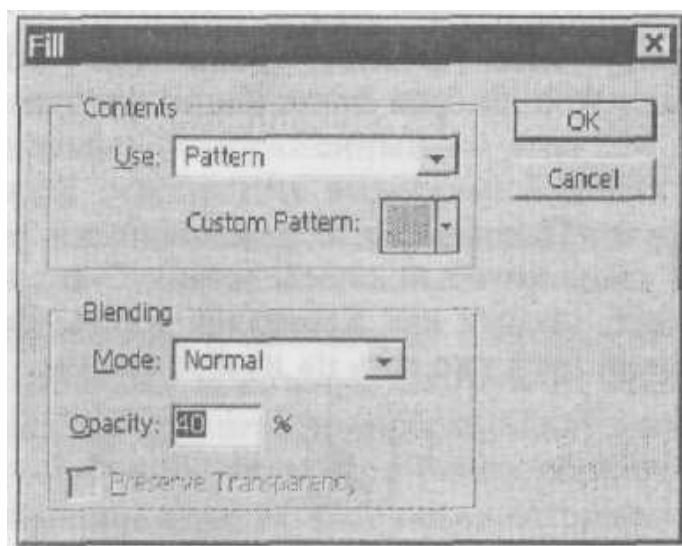 Fill
Contents
OK
Use: Pattern
Cancel
Custom Pattern:
Blending
Mode: Normal
Opacity: 40 %
Preserve Transparency